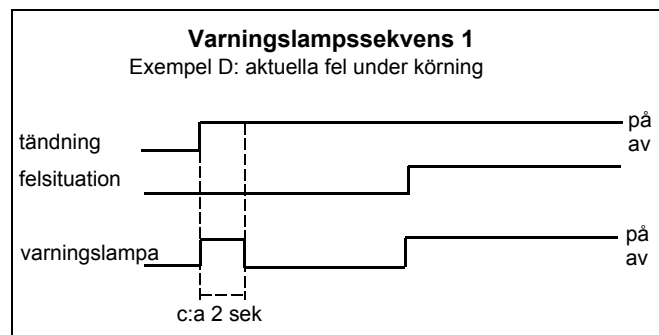 Varningslampssekvens 1
Exempel D: aktuella fel under körning
på
tändning
av
felsituation
på
varningslampa
av
c:a 2 sek